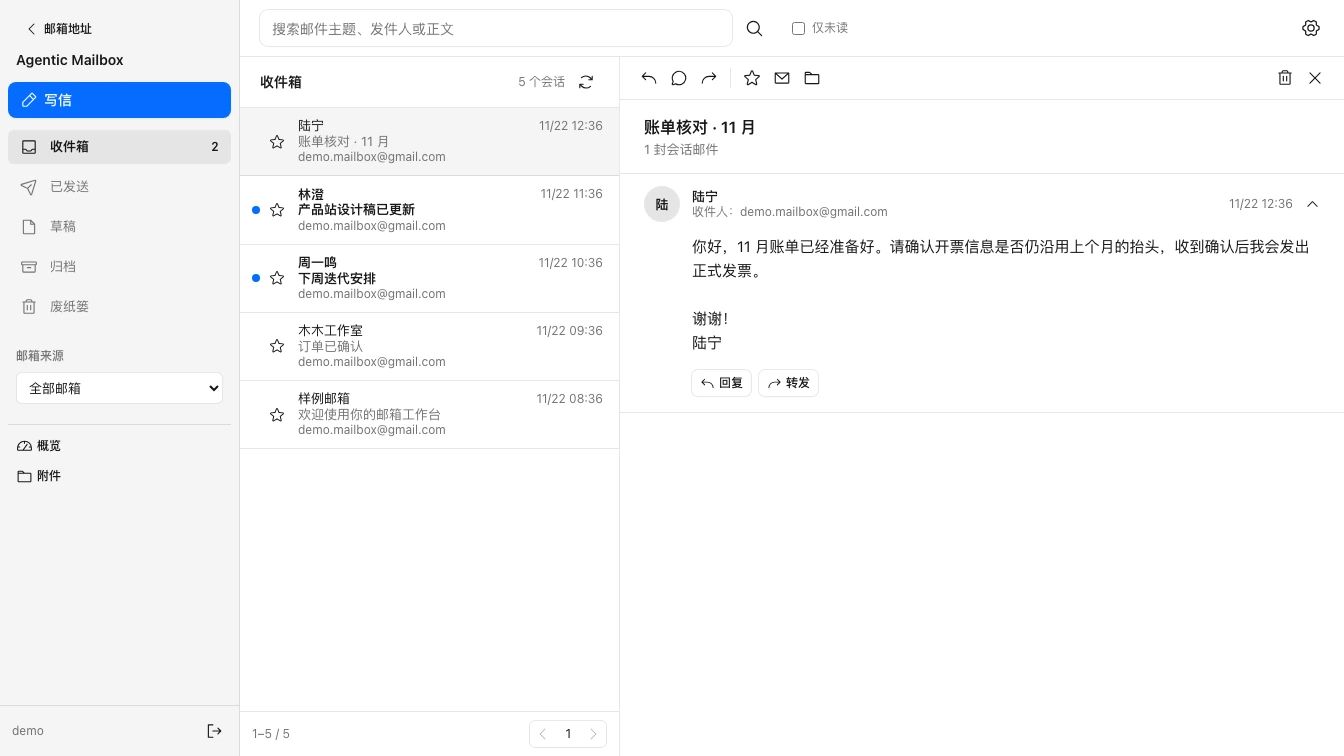 邮箱地址
Agentic Mailbox
写信
收件箱 2
已发送
草稿
归档
废纸篓
邮箱来源
全部邮箱
概览
附件
demo
搜索邮件主题、发件人或正文
仅未读
收件箱 5 个会话
陆宁 11/22 12:36
账单核对 · 11 月
demo.mailbox@gmail.com
林澄 11/22 11:36
产品站设计稿已更新
demo.mailbox@gmail.com
周一鸣 11/22 10:36
下周迭代安排
demo.mailbox@gmail.com
木木工作室 11/22 09:36
订单已确认
demo.mailbox@gmail.com
样例邮箱 11/22 08:36
欢迎使用你的邮箱工作台
demo.mailbox@gmail.com
1–5 / 5
1
账单核对 · 11 月
1 封会话邮件
陆
陆宁
收件人： demo.mailbox@gmail.com
11/22 12:36
你好，11 月账单已经准备好。请确认开票信息是否仍沿用上个月的抬头，收到确认后我会发出
正式发票。
谢谢！
陆宁
回复
转发